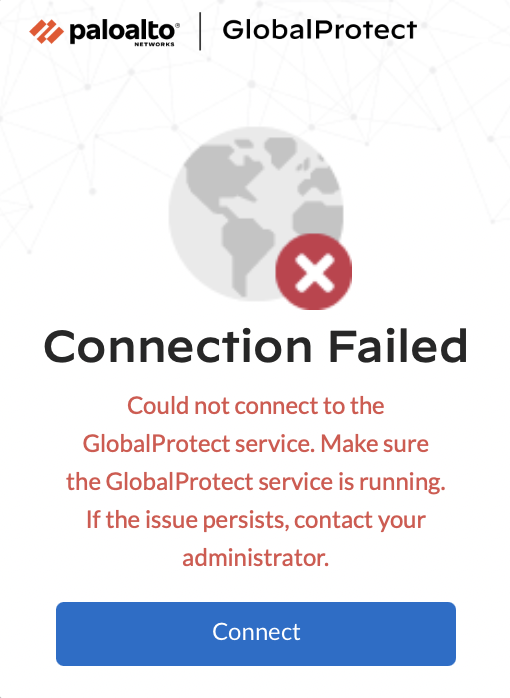 paloalto® | GlobalProtect
NETWORKS
Connection Failed
Could not connect to the
GlobalProtect service. Make sure
the GlobalProtect service is running.
If the issue persists, contact your
administrator.
Connect